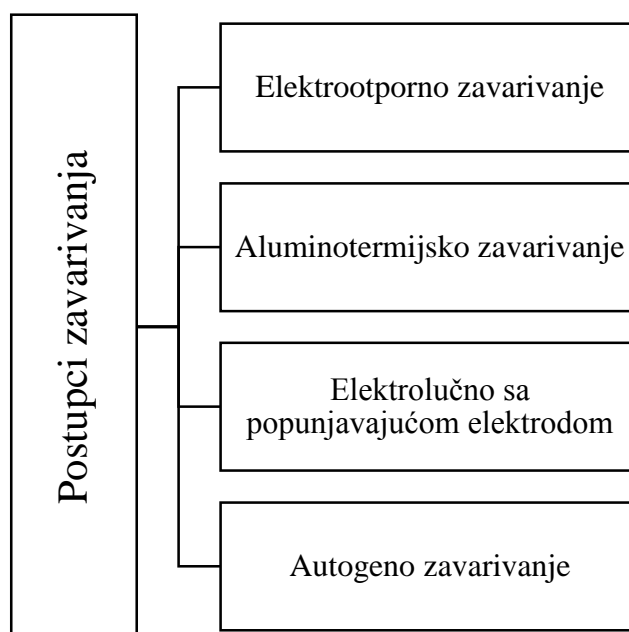 Postupci zavarivanja
Elektrootporno zavarivanje
Aluminotermijsko zavarivanje
Elektrolučno sa
popunjavajućom elektrodom
Autogeno zavarivanje